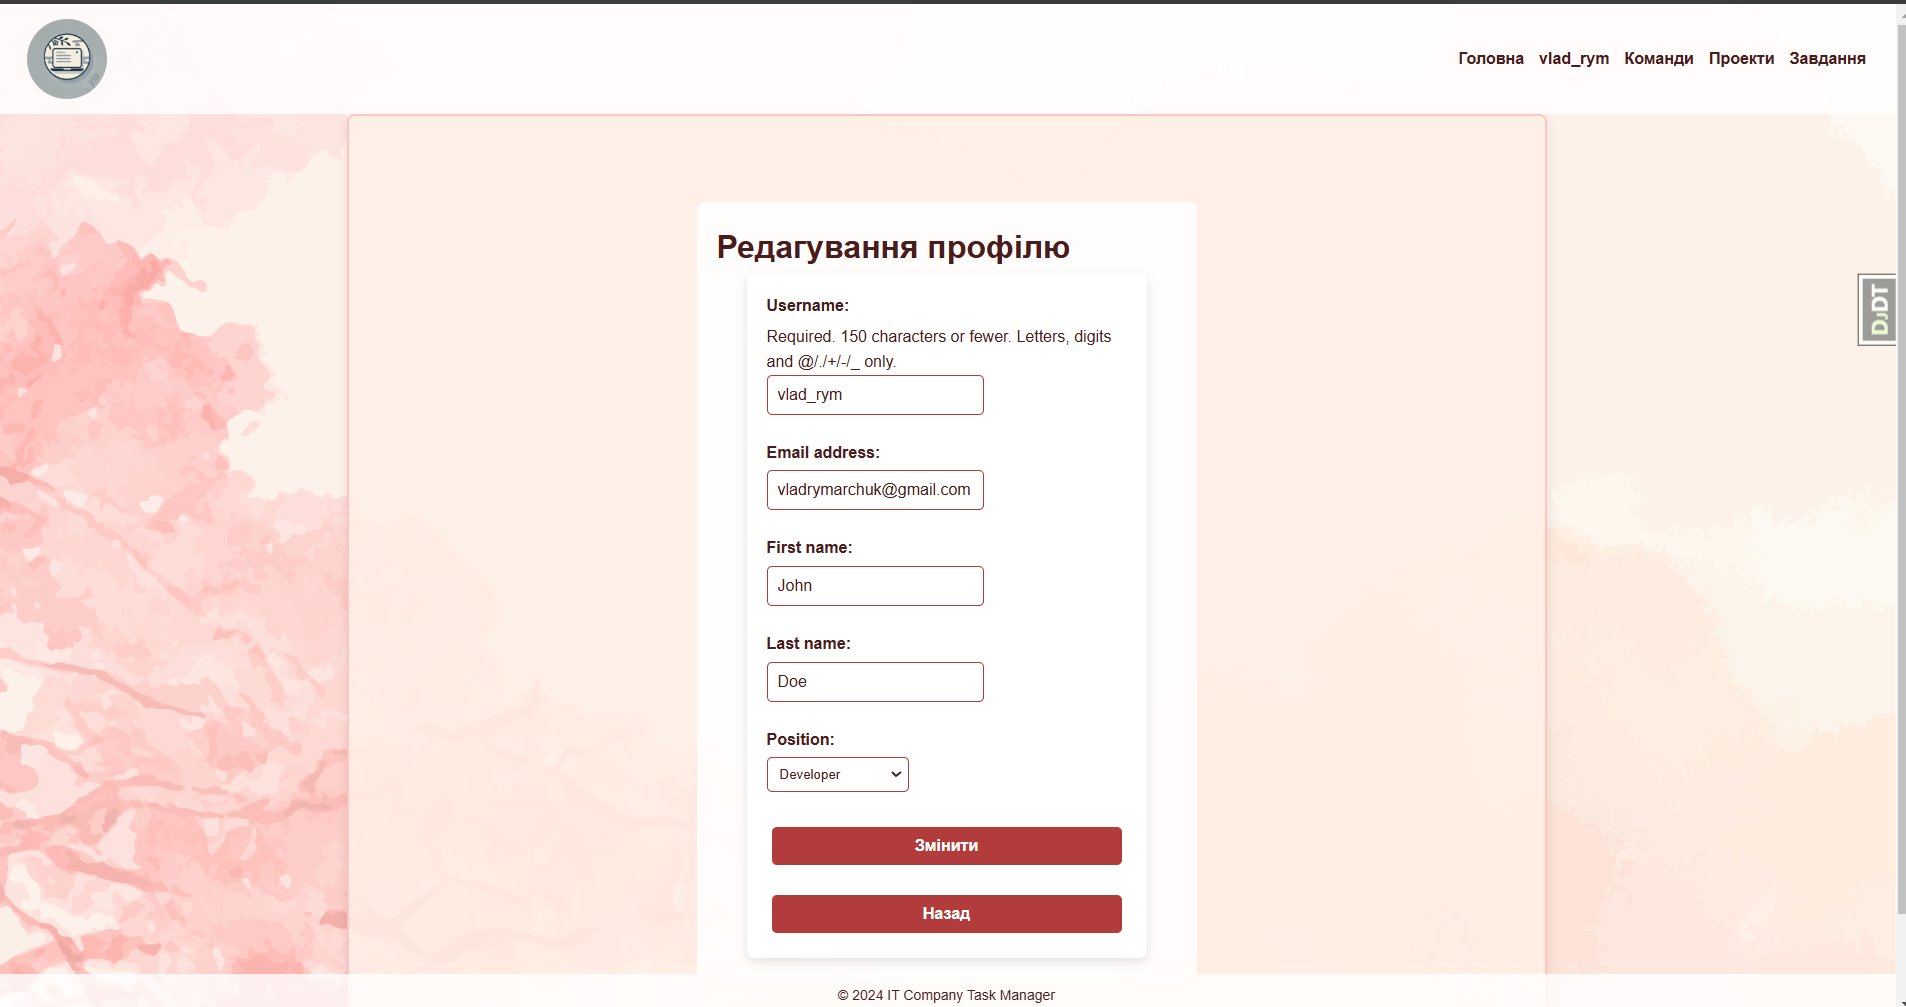 Головна vlad_rym Команди Проекти Завдання
Редагування профілю
Username:
Required. 150 characters or fewer. Letters, digits
and @/./+/-/_ only.
vlad_rym
Email address:
vladrymarchuk@gmail.com
First name:
John
Last name:
Doe
Position:
Developer
Змінити
Назад
DJDT
© 2024 IT Company Task Manager